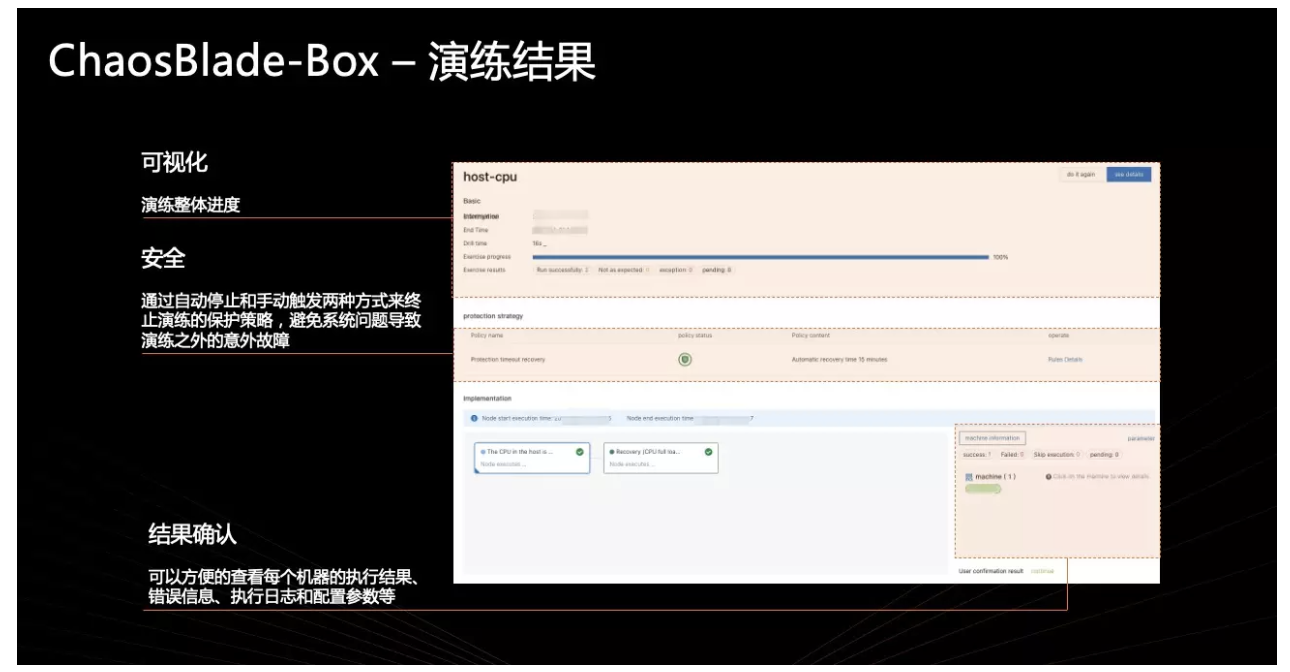 ChaosBlade-Box – 演练结果
可视化
演练整体进度
安全
通过自动停止和手动触发两种方式来终
止演练的保护策略，避免系统问题导致
演练之外的意外故障
结果确认
可以方便的查看每个机器的执行结果、
错误信息、执行日志和配置参数等
host-cpu
do it again see details
Basic
End Time
Drill time 16s
Exercise progress 100%
Exercise results Run successfully: 2 Not as expected: 0 exception: 0 pending: 0
protection strategy
Policy name policy status Policy content operate
Protection timeout recovery Automatic recovery time 15 minutes Rules Details
Implementation
Node start execution time: Node end execution time
The CPU in the host is ... Recovery (CPU full loa...
Node executes ... Node executes ...
machine information parameter
success: 1 Failed: 0 Skip execution: 0 pending: 0
machine ( 1 ) Click on the machine to view details
User confirmation result continue